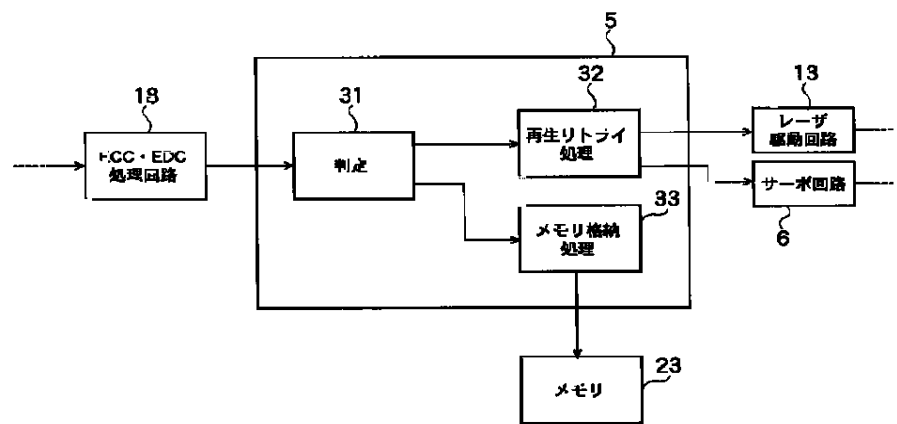 5
18
ECC・EDC
処理回路
31
判定
32
再生リトライ
処理
33
メモリ格納
処理
13
レーザ
駆動回路
サーボ回路
6
メモリ
23